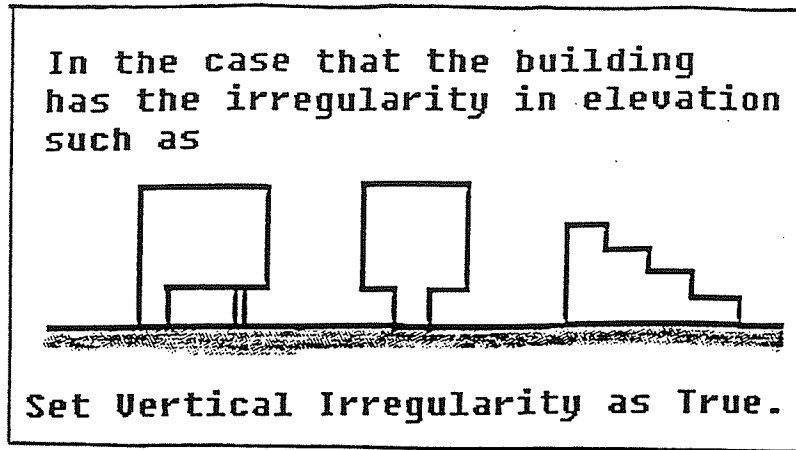 In the case that the building
has the irregularity in elevation
such as
Set Vertical Irregularity as True.